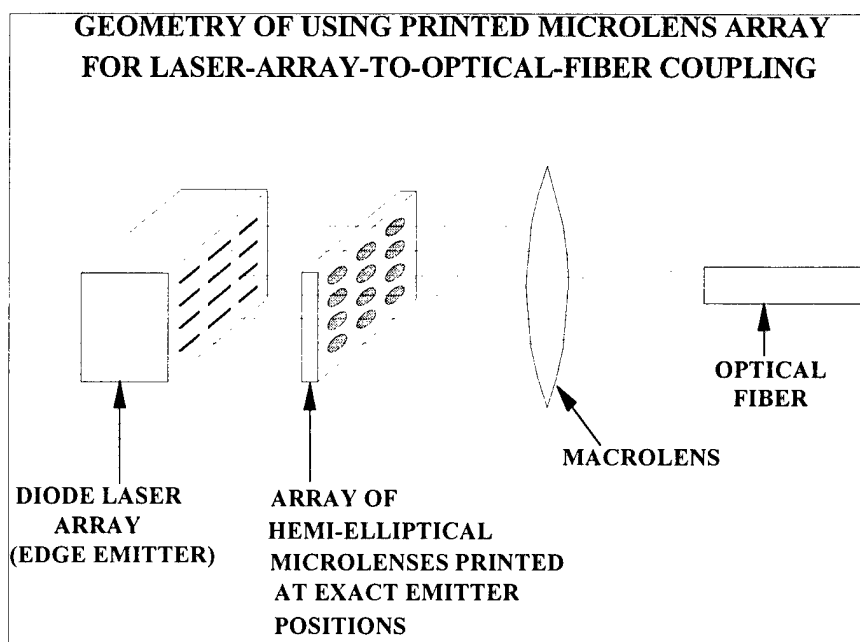 GEOMETRY OF USING PRINTED MICROLENS ARRAY
FOR LASER-ARRAY-TO-OPTICAL-FIBER COUPLING
OPTICAL
FIBER
MACROLENS
DIODE LASER
ARRAY
(EDGE EMITTER)
ARRAY OF
HEMI-ELLIPTICAL
MICROLENSES PRINTED
AT EXACT EMITTER
POSITIONS